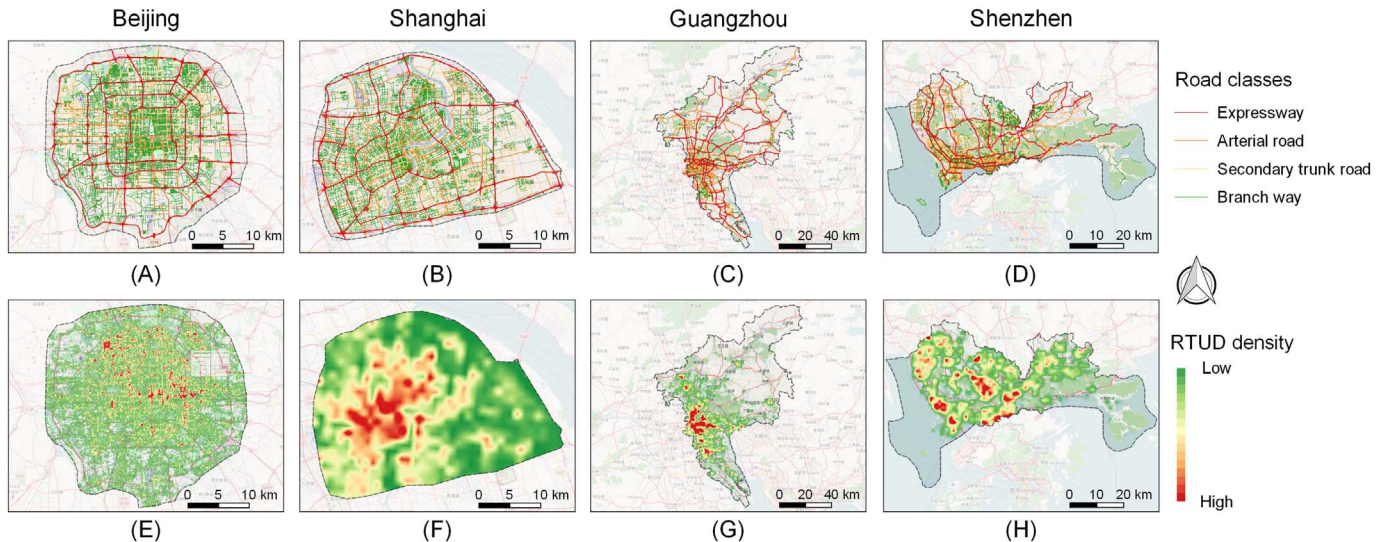 Beijing
Shanghai
Guangzhou
Shenzhen
Road classes
Expressway
Arterial road
Secondary trunk road
Branch way
0 5 10 km
0 5 10 km
0 20 40 km
0 10 20 km
(A)
(B)
(C)
(D)
RTUD density
Low
High
0 5 10 km
0 5 10 km
0 20 40 km
0 10 20 km
(E)
(F)
(G)
(H)